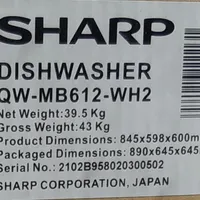 SHARP
DISHWASHER
QW-MB612-WH2
Net Weight:39.5 Kg
Gross Weight:43 Kg
Product Dimensions: 845x598x600m
Packaged Dimensions: 890x645x645
Serial No.: 2102B958020300502
SHARP CORPORATION, JAPAN